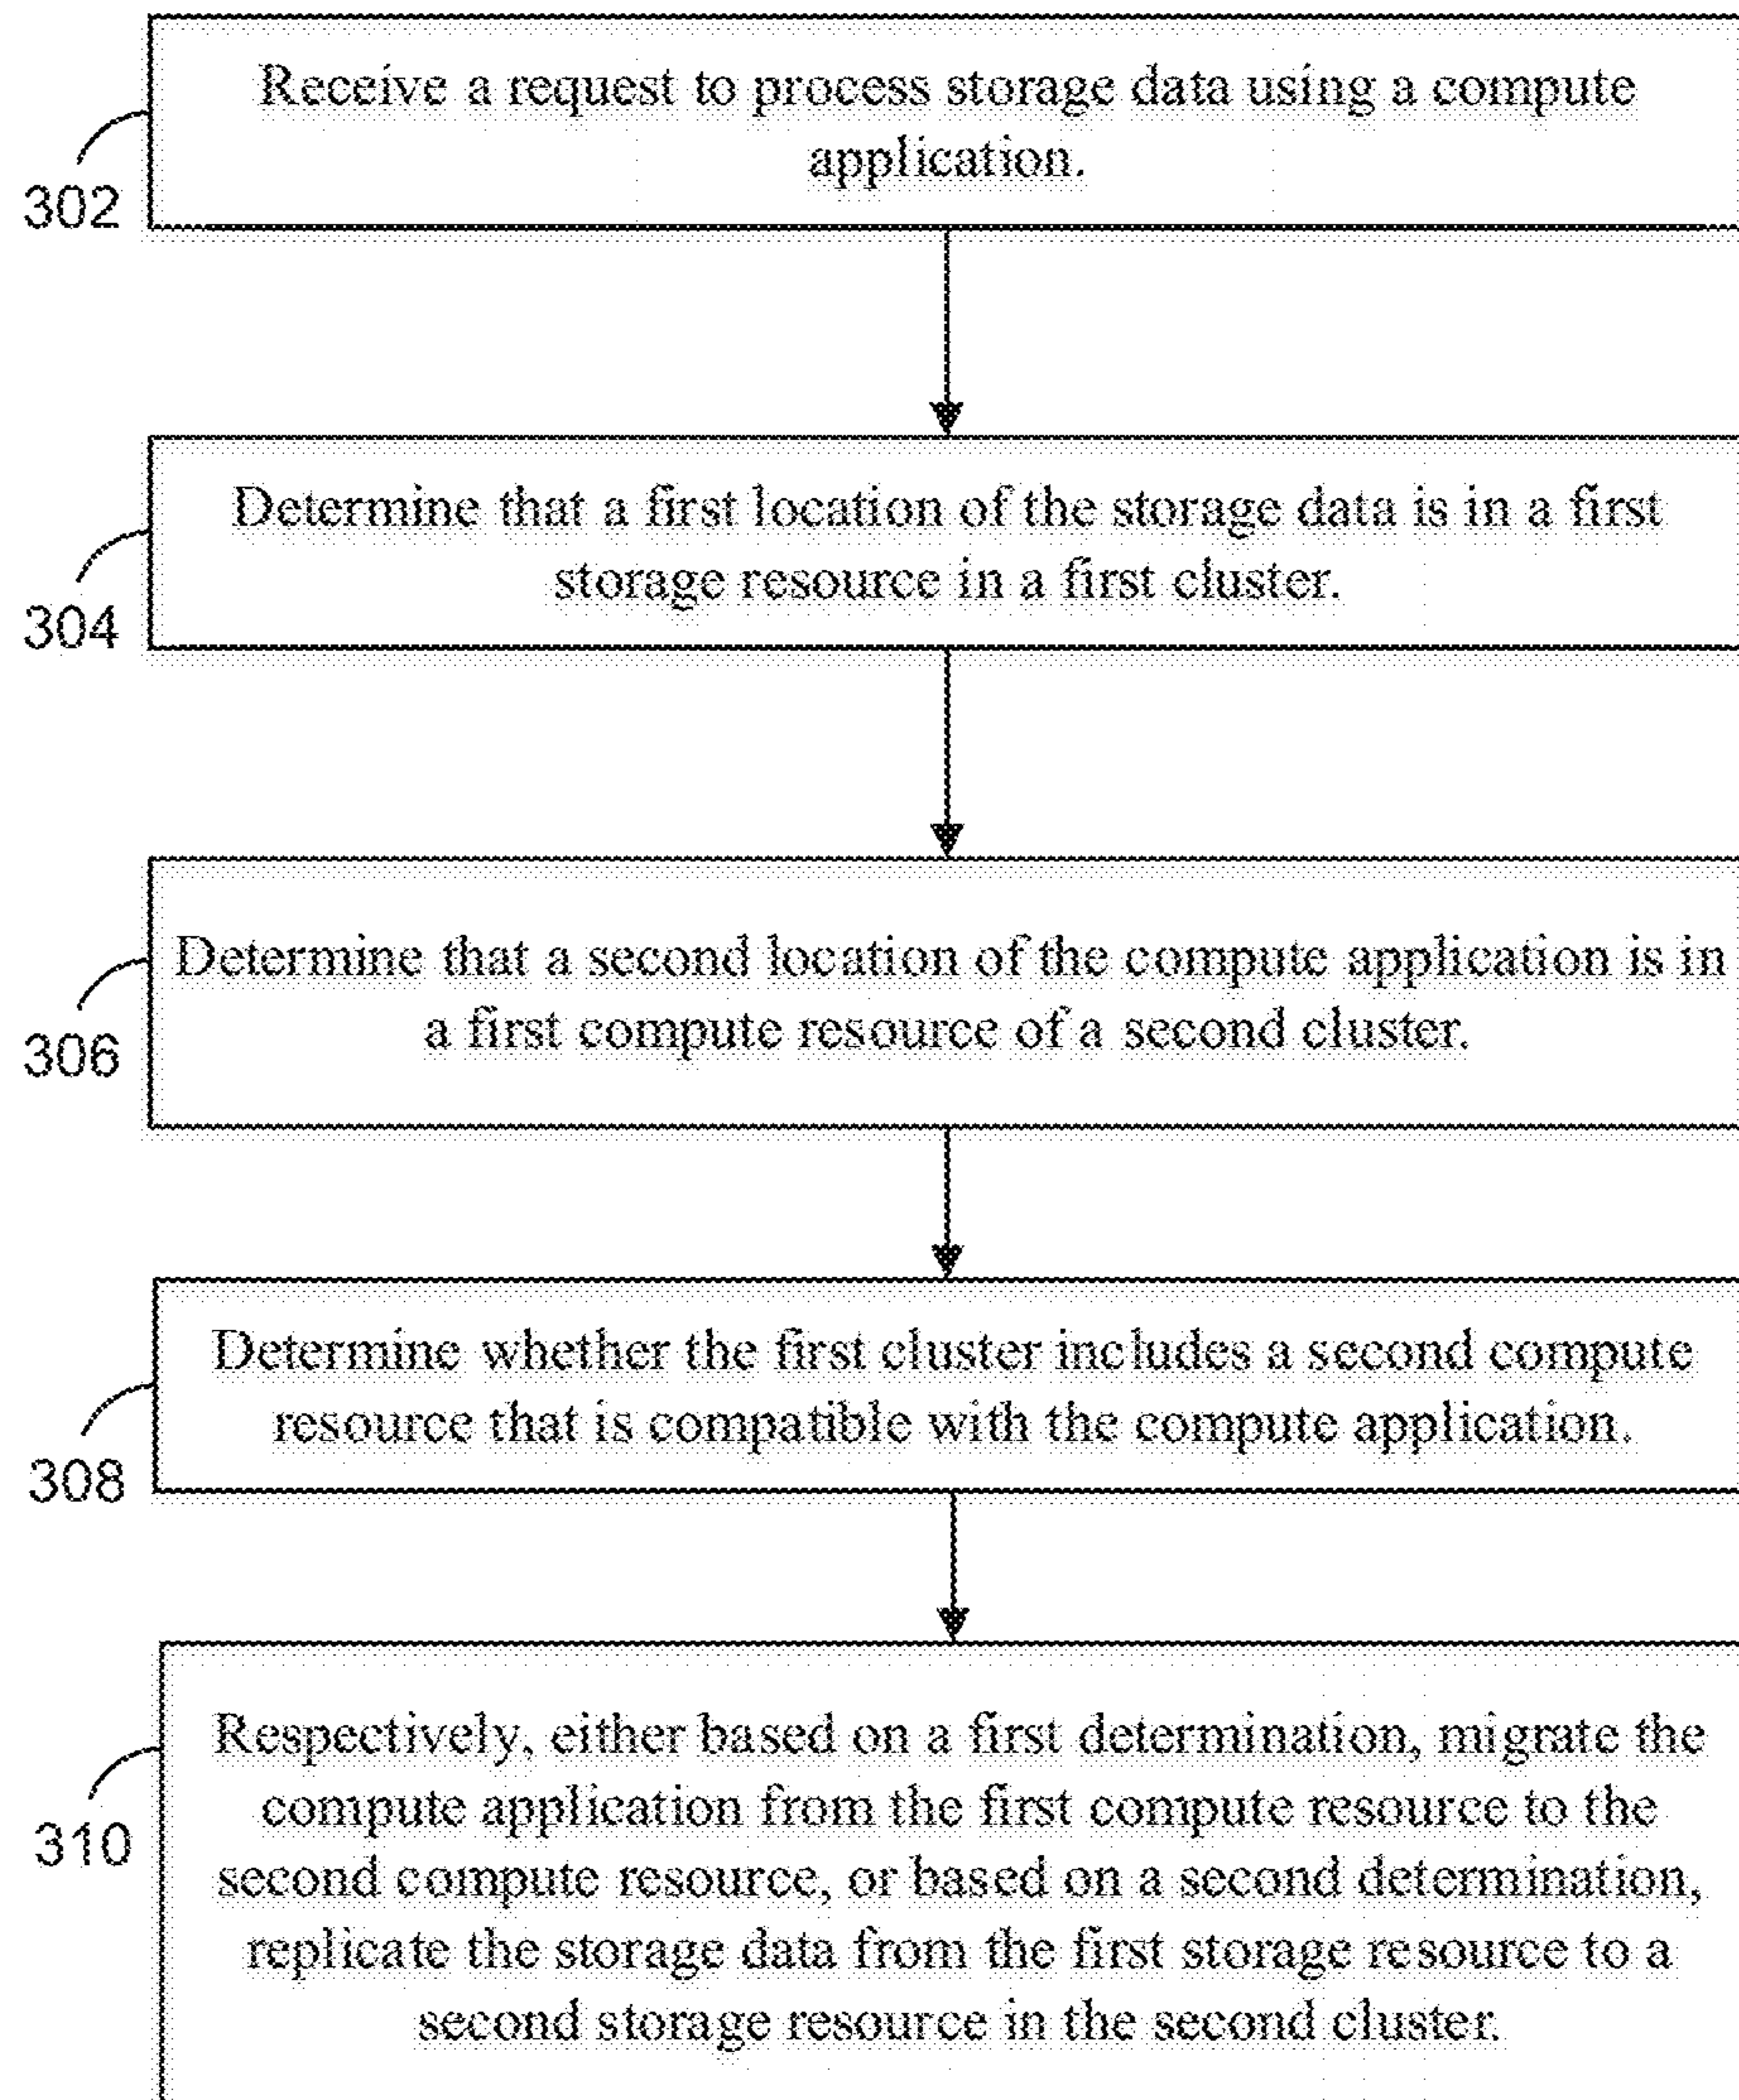 Receive a request to process storage data using a compute
application.
302
Determine that a first location of the storage data is in a first
storage resource in a first cluster.
304
Determine that a second location of the compute application is in
a first compute resource of a second cluster.
306
Determine whether the first cluster includes a second compute
resource that is compatible with the compute application.
308
Respectively, either based on a first determination, migrate the
compute application from the first compute resource to the
second compute resource, or based on a second determination,
replicate the storage data from the first storage resource to a
second storage resource in the second cluster.
310